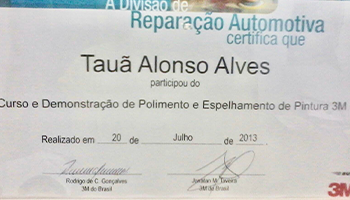 A Divisão de
Reparação Automotiva
certifica que
Tauã Alonso Alves
participou do
Curso e Demonstração de Polimento e Espelhamento de Pintura 3M
Realizado em 20 de Julho de 2013
Rodrigo de C. Gonçalves
3M do Brasil
M. Taveira
3M do Brasil
3M